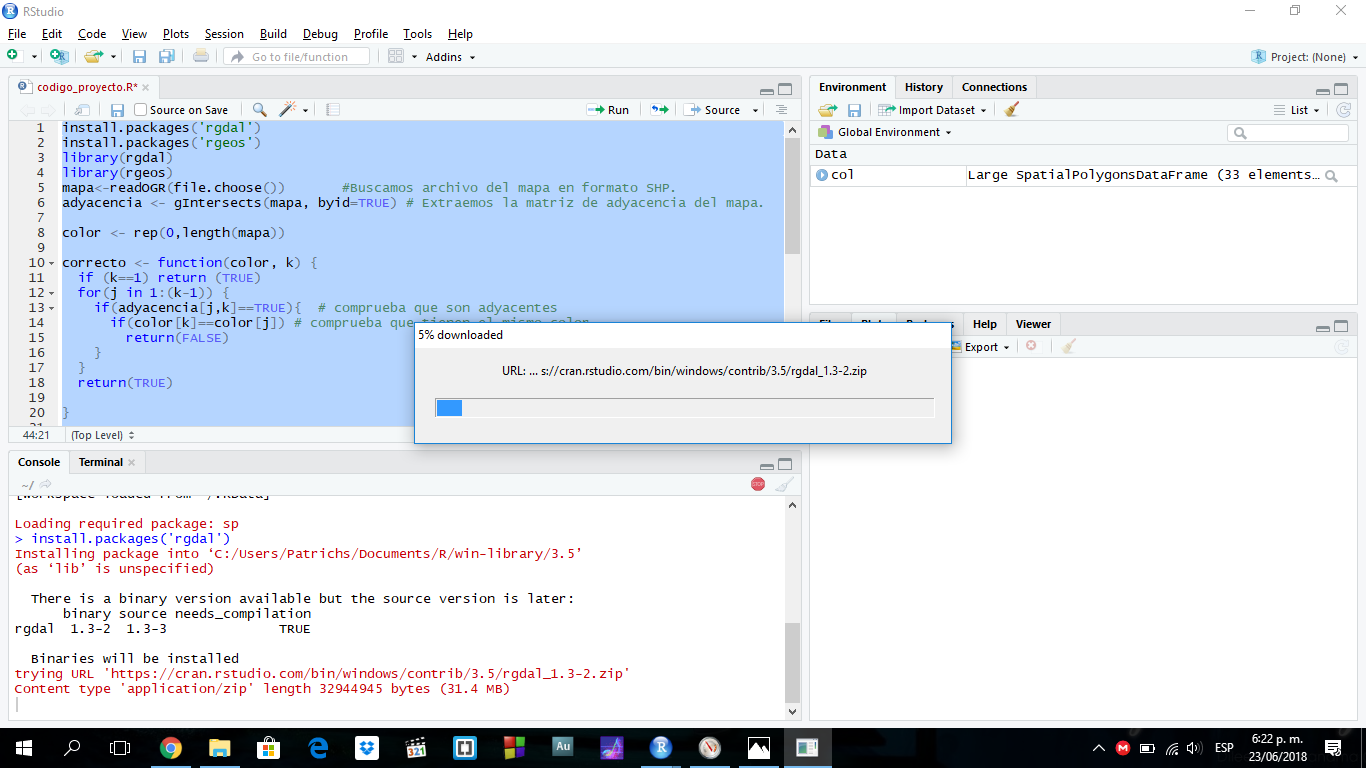 RStudio
File Edit Code View Plots Session Build Debug Profile Tools Help
Go to file/function Addins Project: (None)
codigo_proyecto.R*
Source on Save Run Source
1 install.packages('rgdal')
2 install.packages('rgeos')
3 library(rgdal)
4 library(rgeos)
5 mapa<-readOGR(file.choose()) #Buscamos archivo del mapa en formato SHP.
6 adyacencia <- gIntersects(mapa, byid=TRUE) # Extraemos la matriz de adyacencia del mapa.
7
8 color <- rep(0,length(mapa))
9
10 correcto <- function(color, k) {
11 if (k==1) return (TRUE)
12 for(j in 1:(k-1)) {
13 if(adyacencia[j,k]==TRUE){ # comprueba que son adyacentes
14 if(color[k]==color[j]) # comprueba que
15 return(FALSE)
16 }
17 }
18 return(TRUE)
19
20 }
44:21 (Top Level)
Environment History Connections
Import Dataset List
Global Environment
Data
col Large SpatialPolygonsDataFrame (33 elements…
Help Viewer
Export
5% downloaded
URL: ... s://cran.rstudio.com/bin/windows/contrib/3.5/rgdal_1.3-2.zip
Console Terminal
~/
STOP
[Workspace loaded from ~/.RData]
Loading required package: sp
> install.packages('rgdal')
Installing package into ‘C:/Users/Patrichs/Documents/R/win-library/3.5’
(as ‘lib’ is unspecified)
There is a binary version available but the source version is later:
binary source needs_compilation
rgdal 1.3-2 1.3-3 TRUE
Binaries will be installed
trying URL 'https://cran.rstudio.com/bin/windows/contrib/3.5/rgdal_1.3-2.zip'
Content type 'application/zip' length 32944945 bytes (31.4 MB)
321
Au
R
ESP
6:22 p. m.
23/06/2018